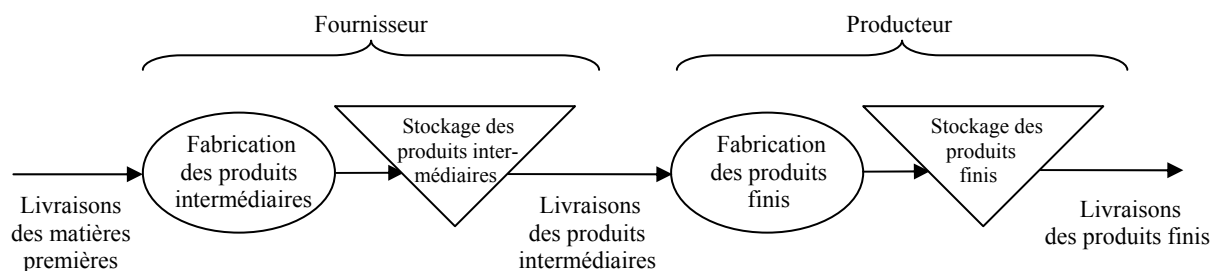 Fournisseur
Producteur
Fabrication
des produits
intermédiaires
Stockage des
produits inter-
médiaires
Fabrication
des produits
finis
Stockage des
produits
finis
Livraisons
des matières
premières
Livraisons
des produits
intermédiaires
Livraisons
des produits finis